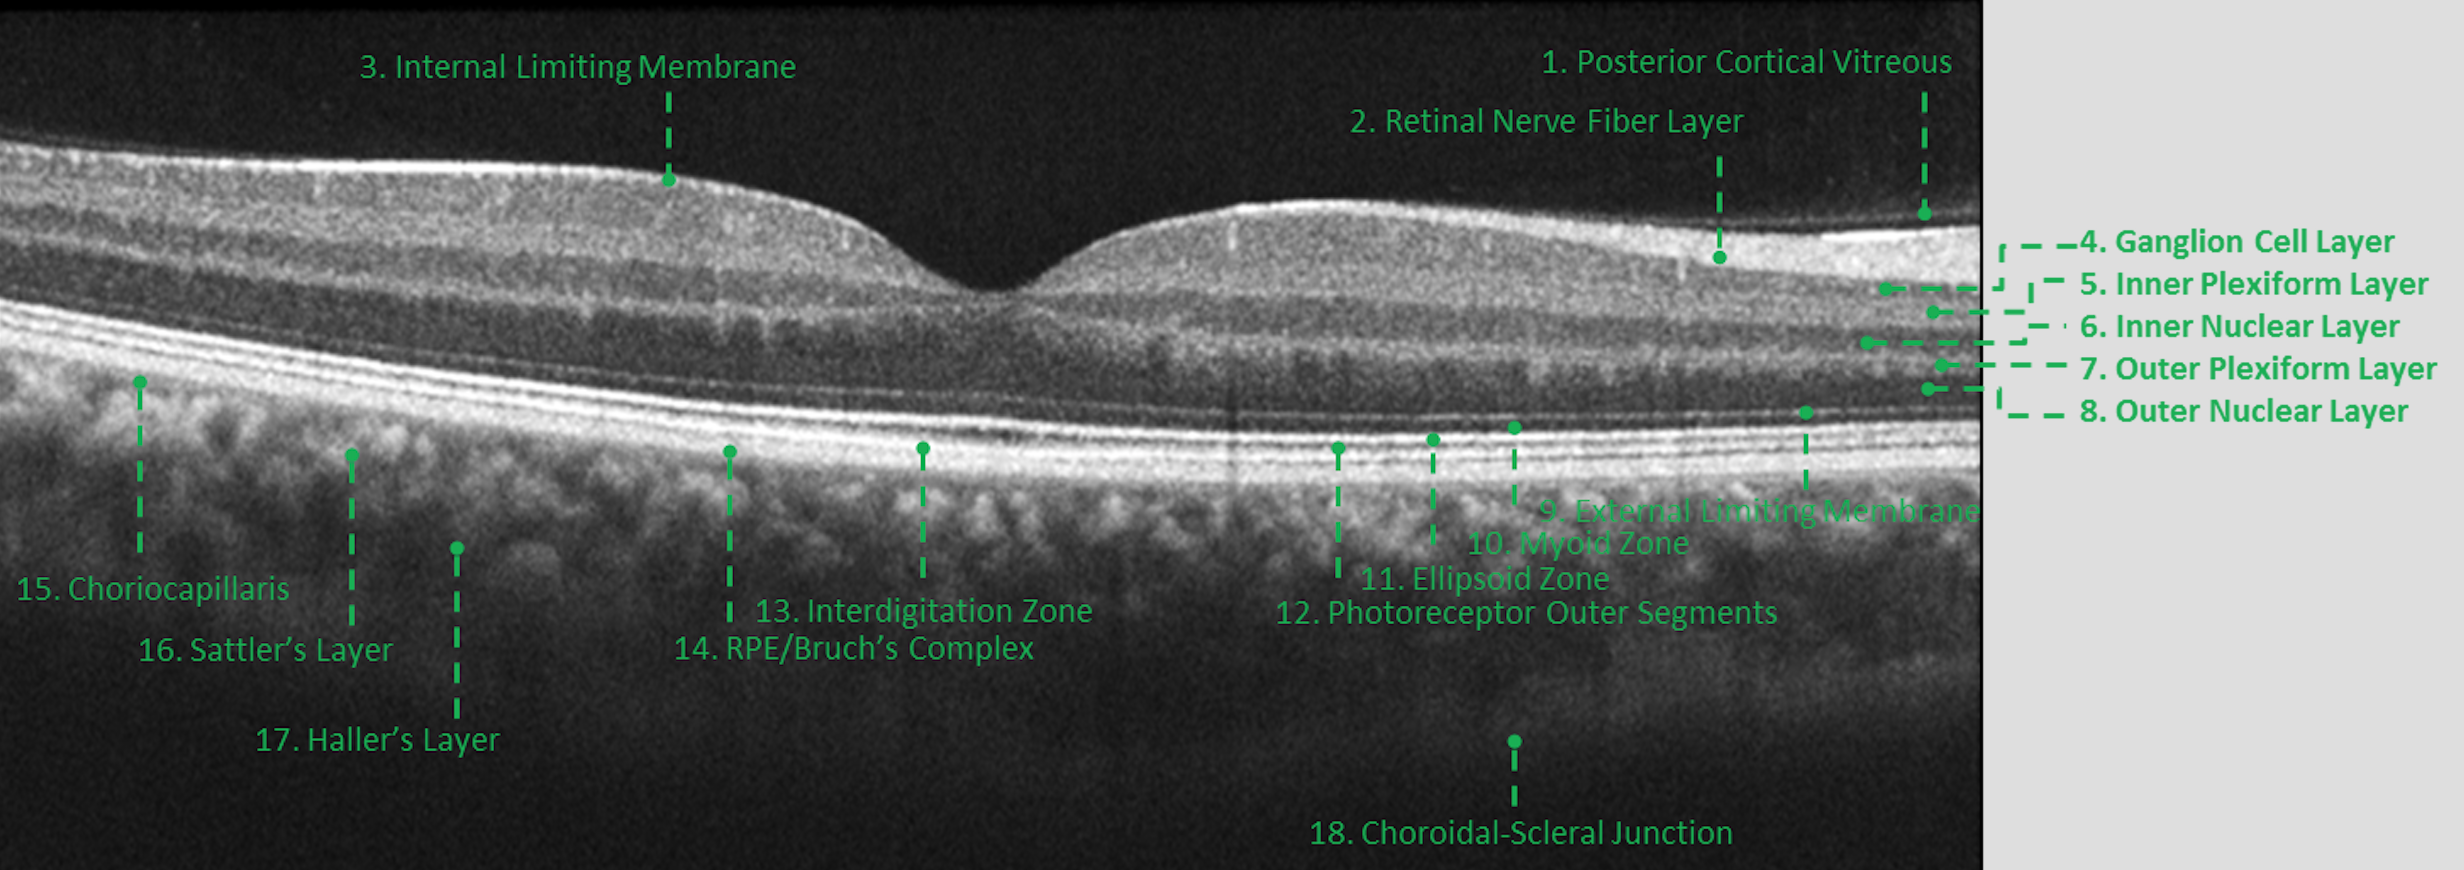 3. Internal Limiting Membrane
1. Posterior Cortical Vitreous
2. Retinal Nerve Fiber Layer
4. Ganglion Cell Layer
5. Inner Plexiform Layer
6. Inner Nuclear Layer
7. Outer Plexiform Layer
8. Outer Nuclear Layer
9. External Limiting Membrane
10. Myoid Zone
11. Ellipsoid Zone
12. Photoreceptor Outer Segments
13. Interdigitation Zone
14. RPE/Bruch's Complex
15. Choriocapillaris
16. Sattler's Layer
17. Haller's Layer
18. Choroidal-Scleral Junction